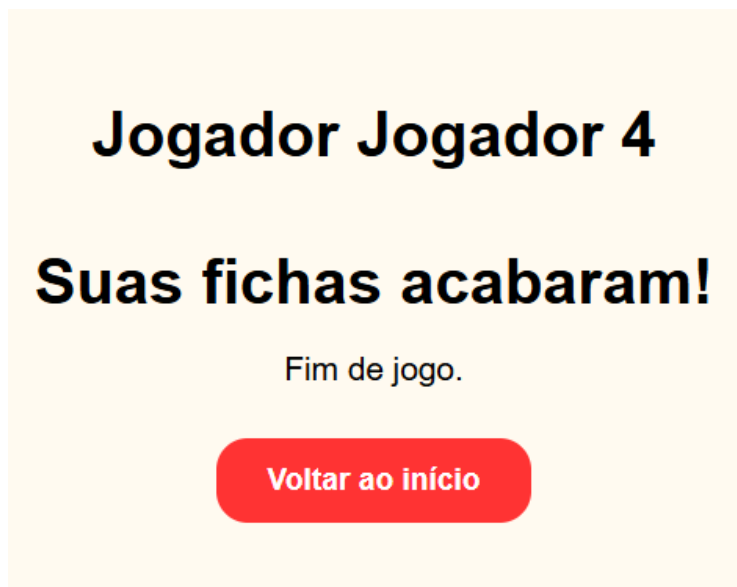 Jogador Jogador 4
Suas fichas acabaram!
Fim de jogo.
Voltar ao início